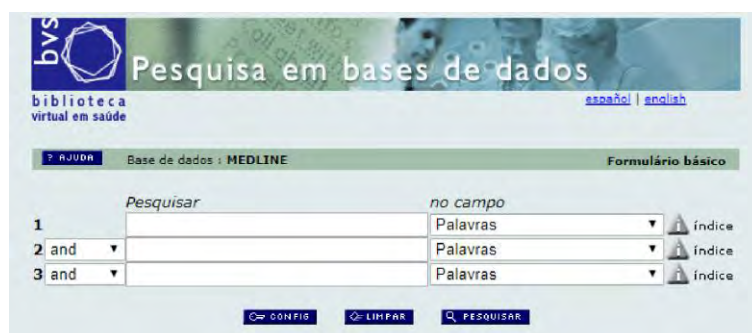 bvs
Pesquisa em bases de dados
biblioteca
virtual em saúde
español | english
? AJUDA Base de dados : MEDLINE Formulário básico
Pesquisar no campo
1 Palavras índice
2 and Palavras índice
3 and Palavras índice
CONFIG LIMPAR PESQUISAR